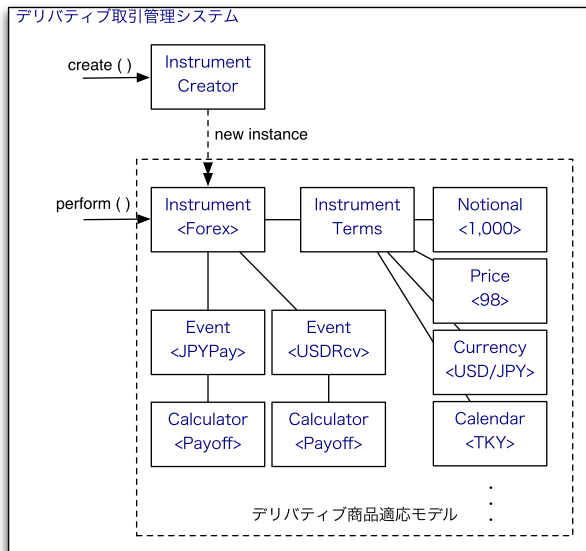 デリバティブ取引管理システム
create ( )
Instrument
Creator
new instance
perform ( )
Instrument
<Forex>
Instrument
Terms
Notional
<1,000>
Price
<98>
Event
<JPYPay>
Event
<USDRcv>
Currency
<USD/JPY>
Calculator
<Payoff>
Calculator
<Payoff>
Calendar
<TKY>
デリバティブ商品適応モデル